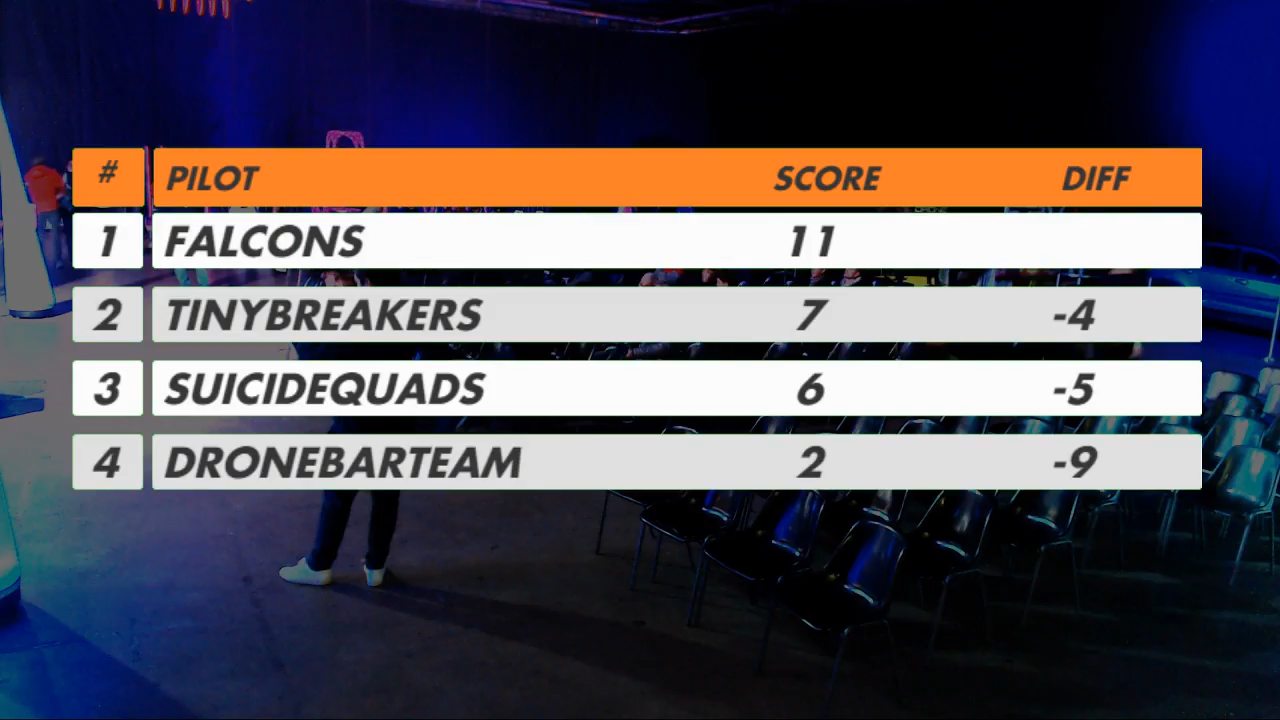 # PILOT SCORE DIFF
1 FALCONS 11
2 TINYBREAKERS 7 -4
3 SUICIDEQUADS 6 -5
4 DRONEBARTEAM 2 -9